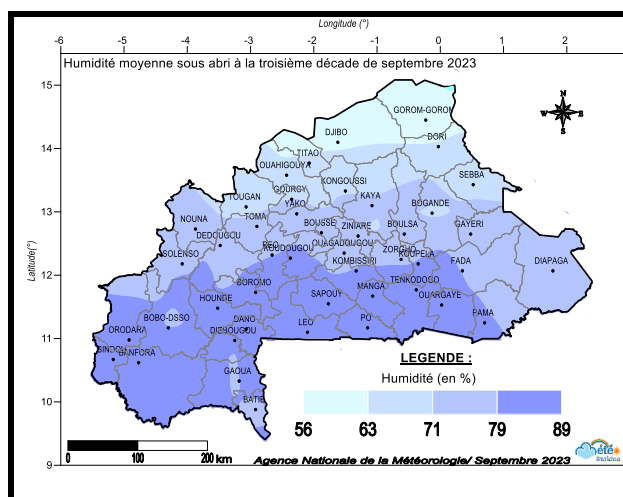 Longitude (°)
-6 -5 -4 -3 -2 -1 0 1 2
Humidité moyenne sous abri à la troisième décade de septembre 2023
15
GOROM-GOROM
W E
S
DJIBO
14
DORI
TITAO
OUAHIGOUYA
SEBBA
KONGOUSSI
GOURCY
TOUGAN
KAYA
BOGANDE
YAKO
13
NOUNA
TOMA
BOUSSE
ZINIARE
BOULSA
GAYERI
DEDOUGOU
REO
KOUDOUGOU
OUAGADOUGOU
ZORGHO
KOUPELA
SOLENSO
KOMBISSIRI
FADA
DIAPAGA
Latitude(°)
12
TENKODOGO
BOROMO
MANGA
HOUNDE
SAPOUY
OUARGAYE
BOBO-DSSO
DANO
LEO
PO
PAMA
ORODARA
DIEBOUGOU
11
SINDOU
BANFORA
LEGENDE :
GAOUA
Humidité (en %)
BATIE
10
56 63 71 79 89
9
0 100 200 km
Agence Nationale de la Météorologie/ Septembre 2023
météo
Burkina